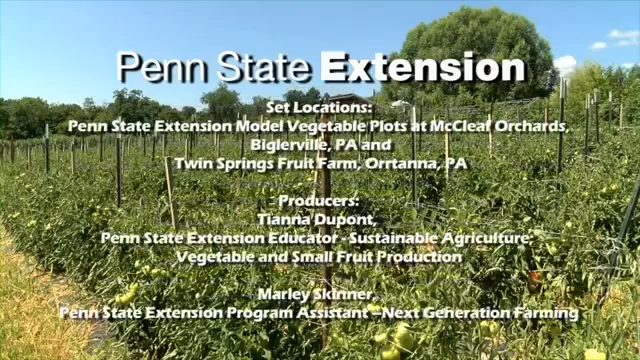 Penn State Extension
Set Locations:
Penn State Extension Model Vegetable Plots at McCleaf Orchards,
Biglerville, PA and
Twin Springs Fruit Farm, Orrtanna, PA
Producers:
Tianna Dupont,
Penn State Extension Educator - Sustainable Agriculture,
Vegetable and Small Fruit Production
Marley Skinner,
Penn State Extension Program Assistant –Next Generation Farming